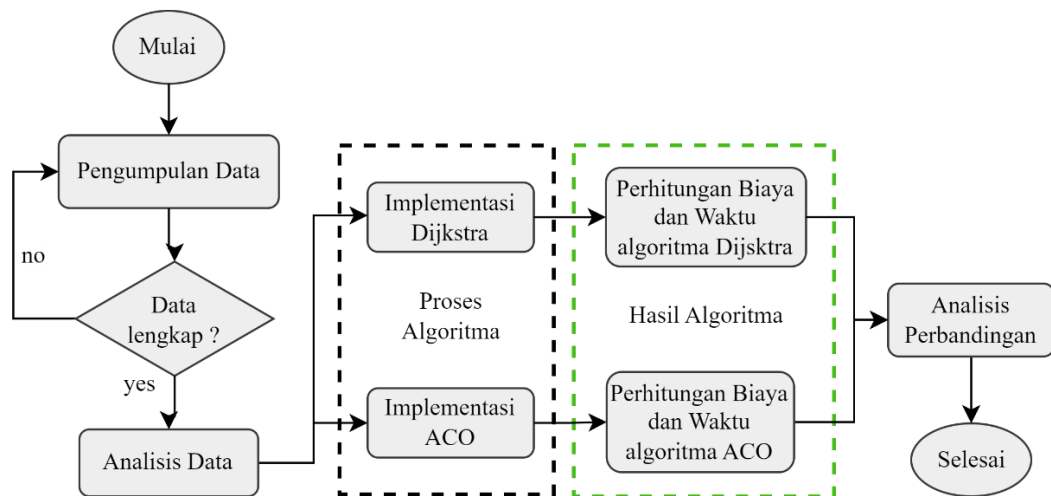 Mulai
Pengumpulan Data
no
Data
lengkap ?
yes
Analisis Data
Implementasi
Dijkstra
Proses
Algoritma
Implementasi
ACO
Perhitungan Biaya
dan Waktu
algoritma Dijsktra
Hasil Algoritma
Perhitungan Biaya
dan Waktu
algoritma ACO
Analisis
Perbandingan
Selesai